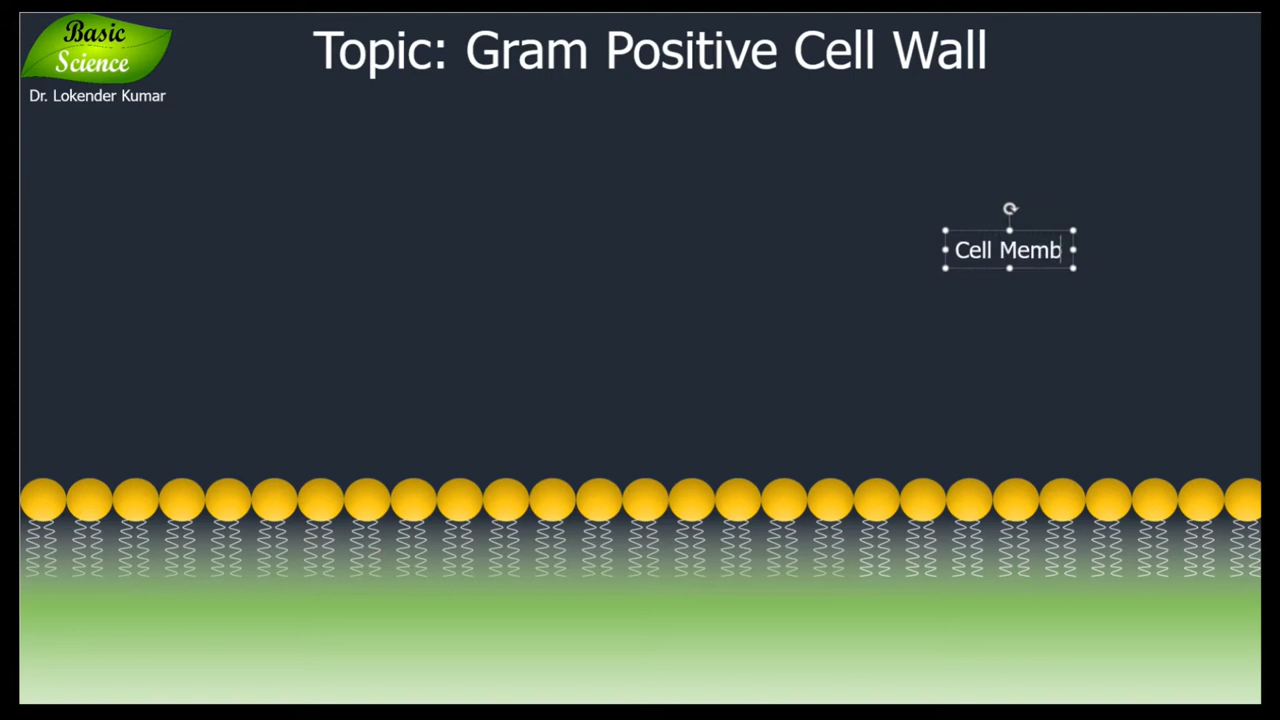 Basic
Science
Dr. Lokender Kumar
Topic: Gram Positive Cell Wall
Cell Memb